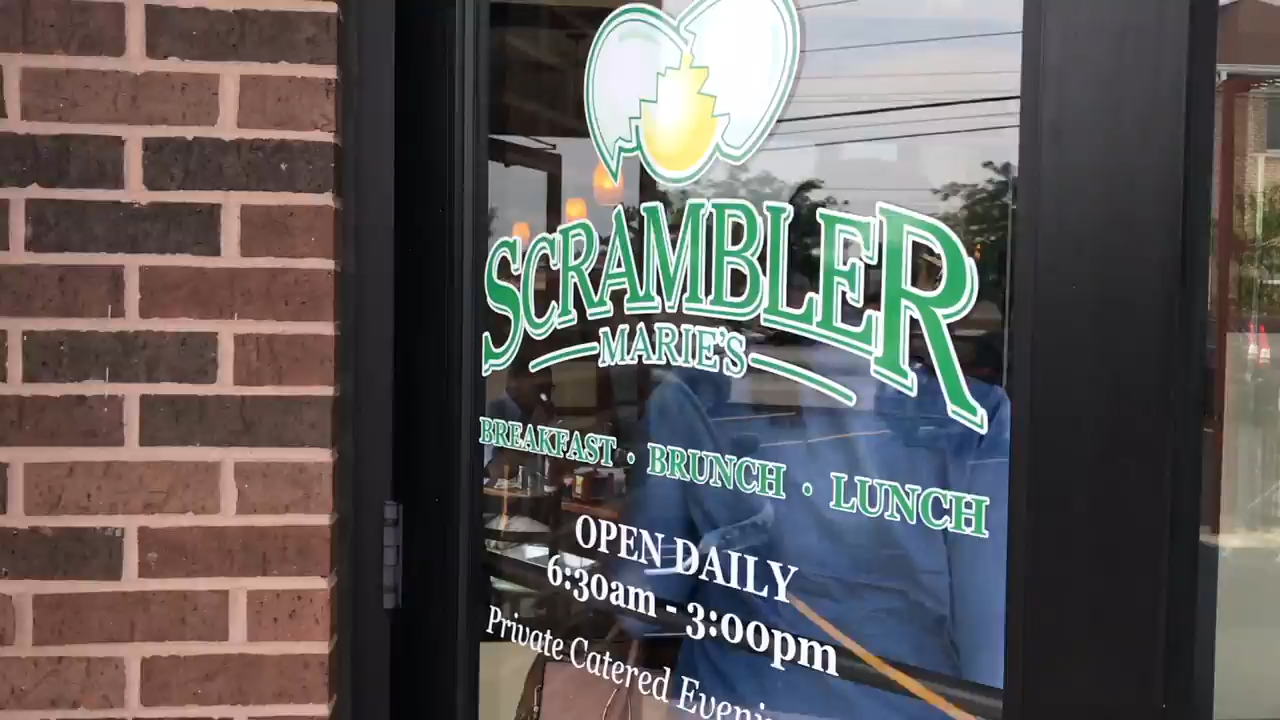 SCRAMBLER
MARIE'S
BREAKFAST · BRUNCH · LUNCH
OPEN DAILY
6:30am - 3:00pm
Private Catered